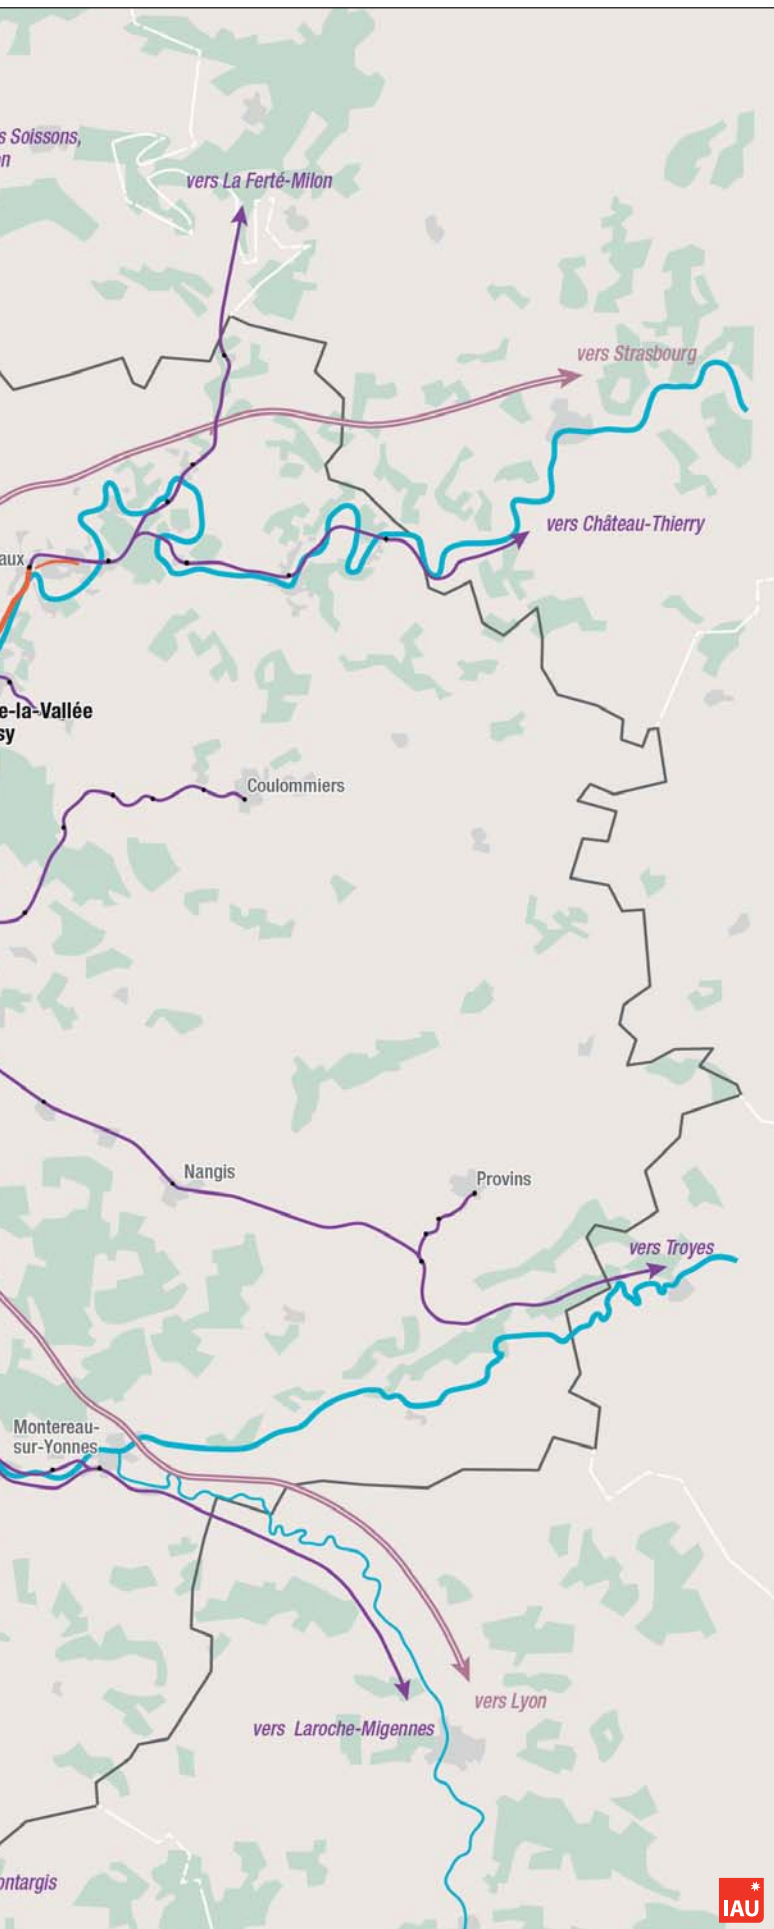 s Soissons,
n
vers La Ferté-Milon
vers Strasbourg
vers Château-Thierry
aux
e-la-Vallée
sy
Coulommiers
Nangis
Provins
vers Troyes
Montereau-
sur-Yonnes
vers Lyon
vers Laroche-Migennes
ontargis
IAU